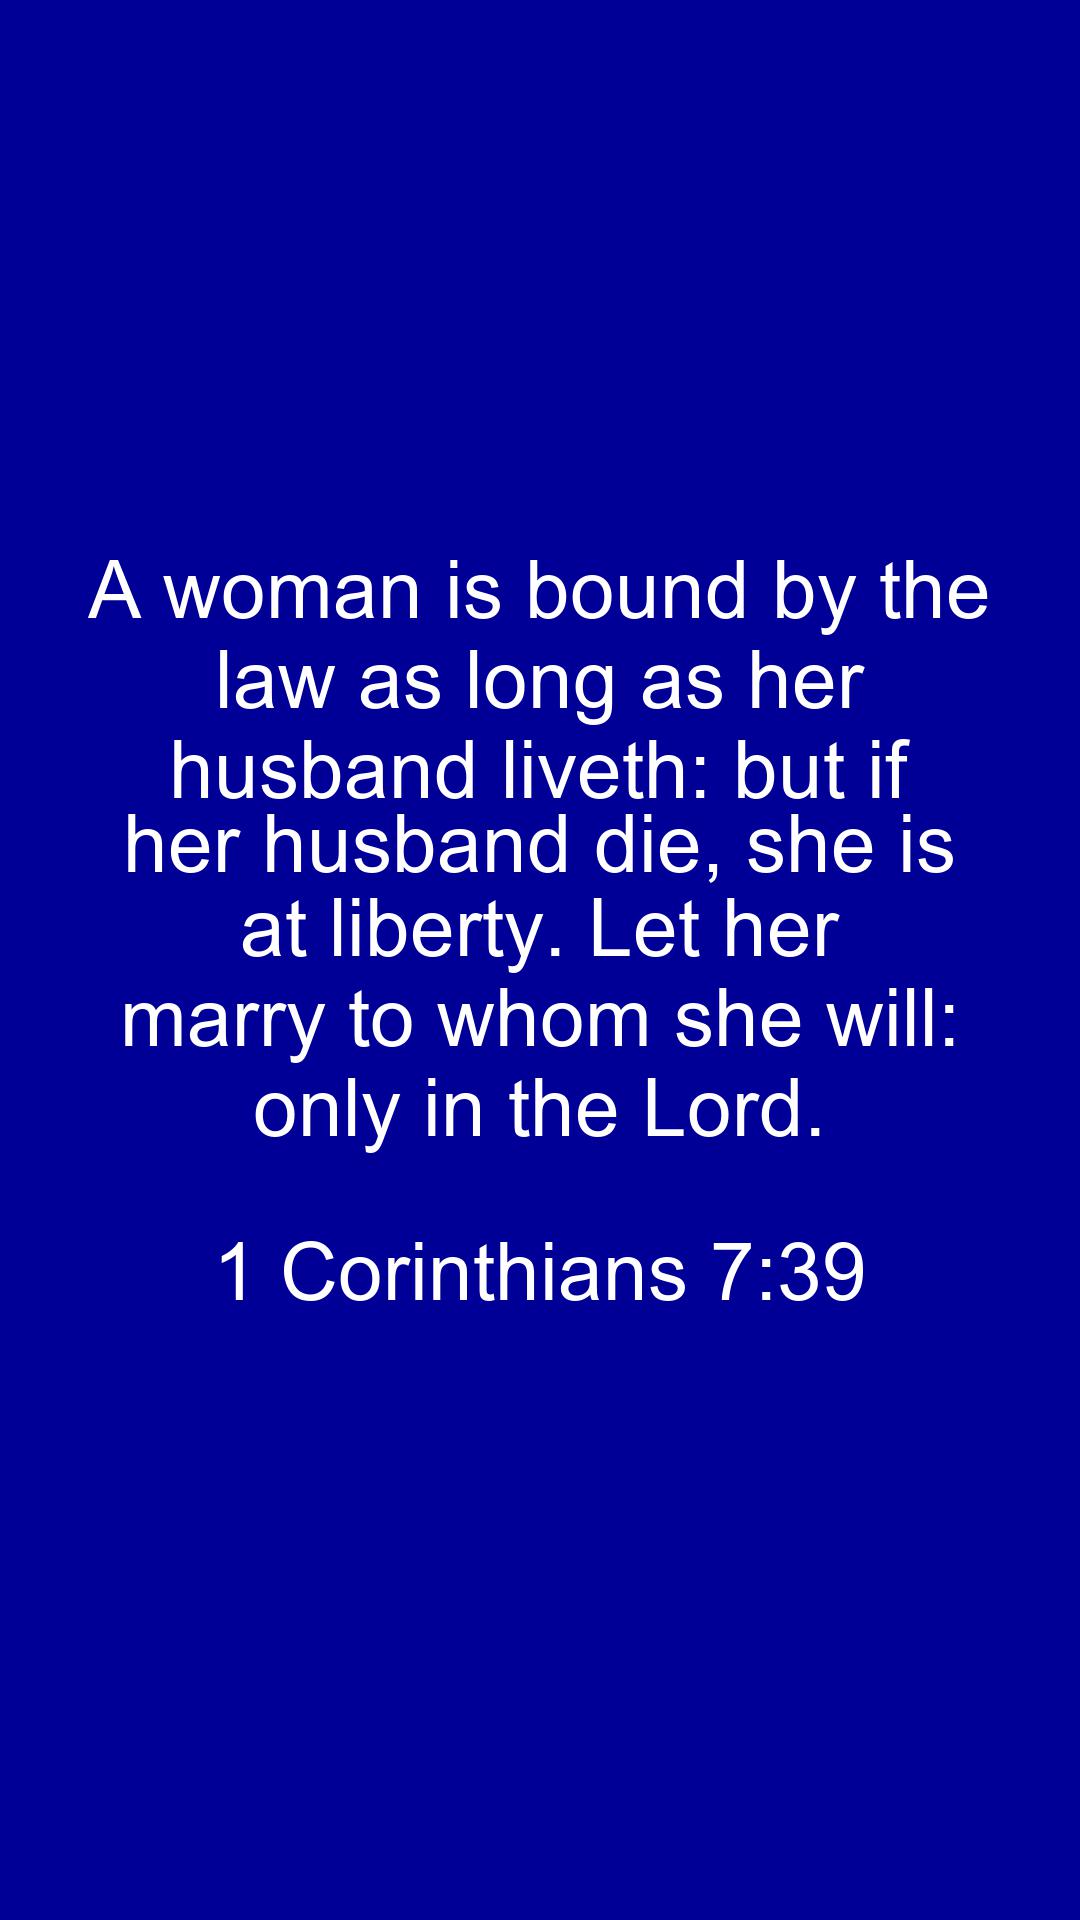 A woman is bound by the
law as long as her
husband liveth: but if
her husband die, she is
at liberty. Let her
marry to whom she will:
only in the Lord.
1 Corinthians 7:39